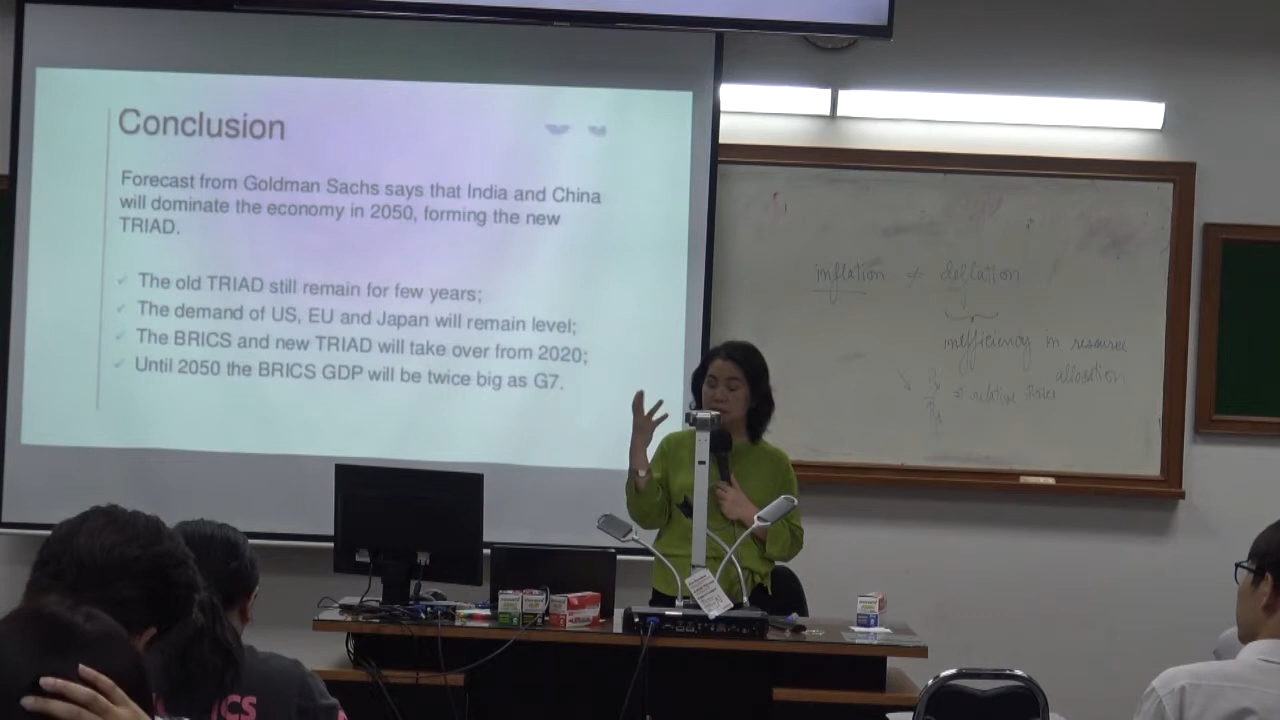 Conclusion
Forecast from Goldman Sachs says that India and China
will dominate the economy in 2050, forming the new
TRIAD.
The old TRIAD still remain for few years;
The demand of US, EU and Japan will remain level;
The BRICS and new TRIAD will take over from 2020;
Until 2050 the BRICS GDP will be twice big as G7.
inflation ≠ deflation
inefficiency in resource
allocation
relative Prices
ICS